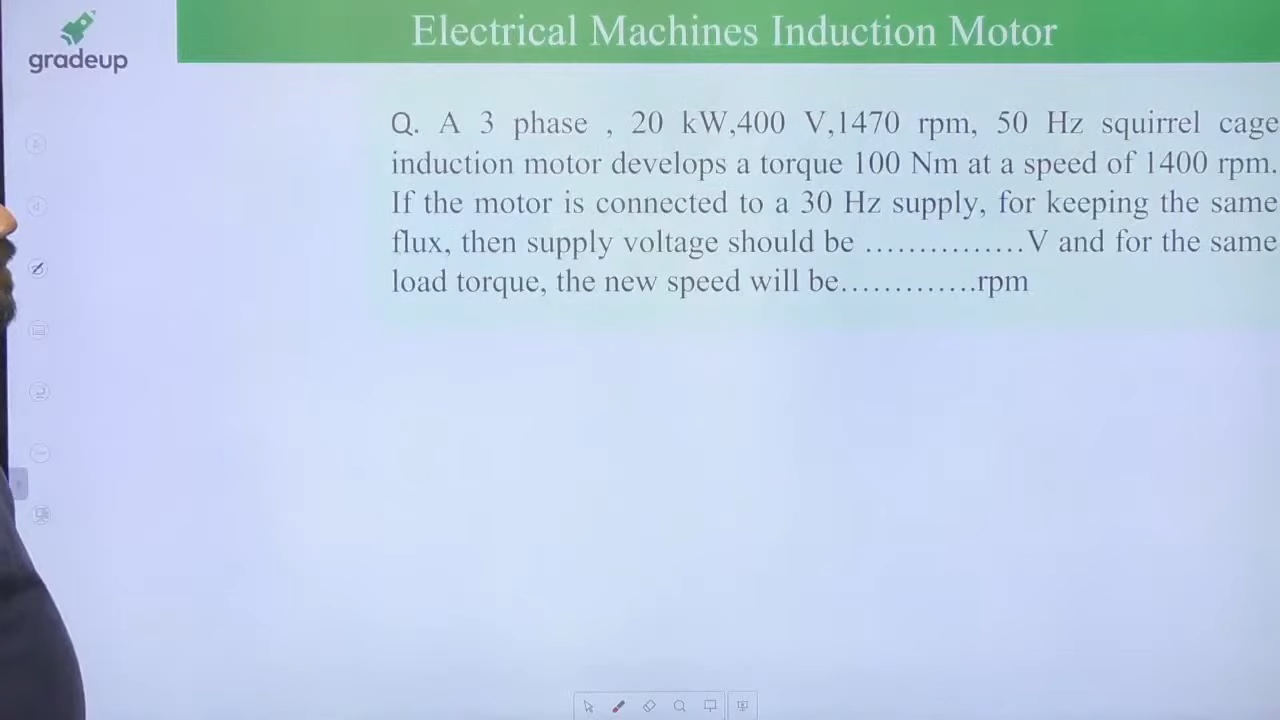 gradeup
Electrical Machines Induction Motor
Q. A 3 phase , 20 kW,400 V,1470 rpm, 50 Hz squirrel cage
induction motor develops a torque 100 Nm at a speed of 1400 rpm.
If the motor is connected to a 30 Hz supply, for keeping the same
flux, then supply voltage should be ……………V and for the same
load torque, the new speed will be………….rpm